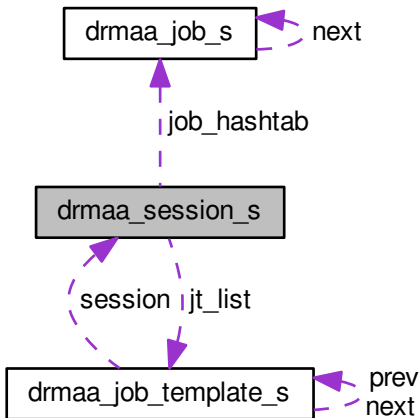 drmaa_job_s
next
job_hashtab
drmaa_session_s
session
jt_list
drmaa_job_template_s
prev
next